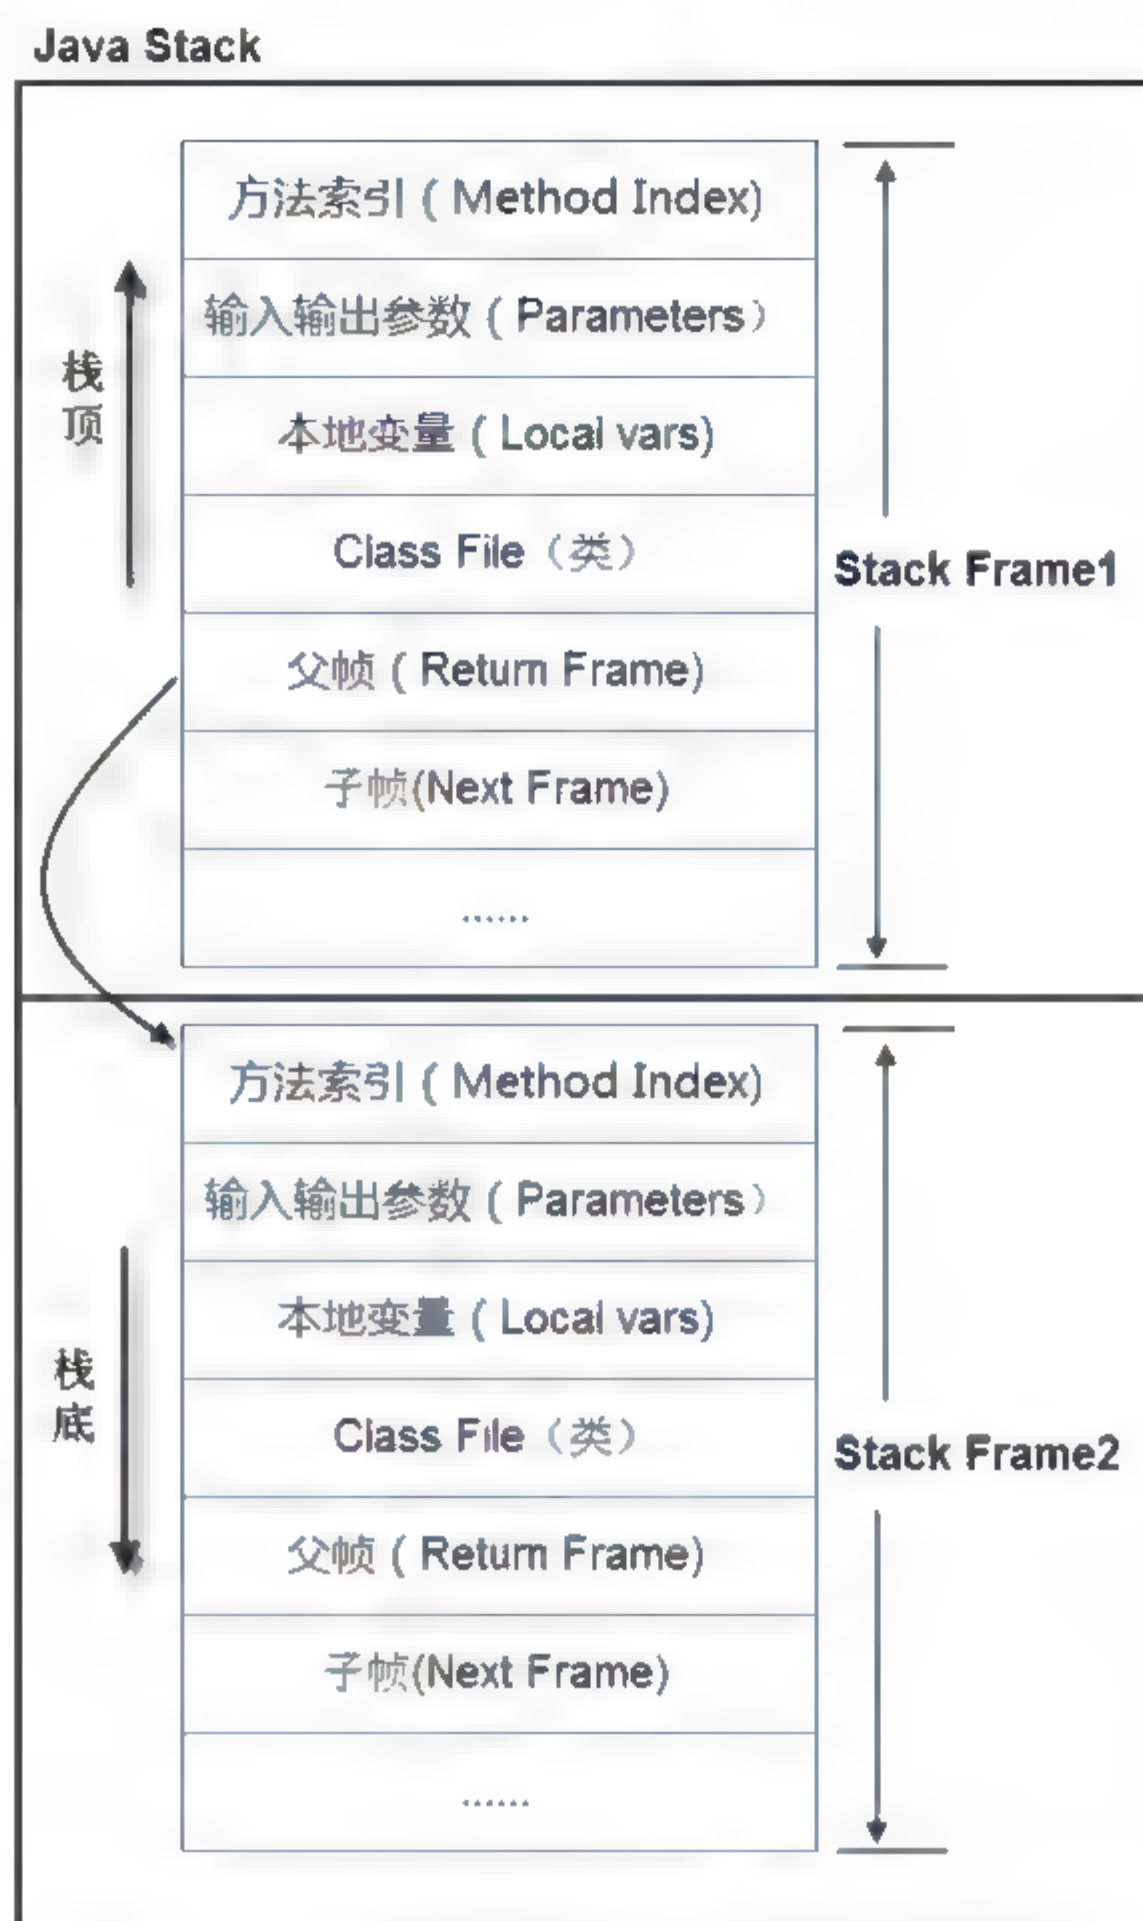 Java Stack
方法索引 ( Method Index)
输入输出参数 ( Parameters）
本地变量 ( Local vars)
Class File（类）
父帧 ( Return Frame)
子帧(Next Frame)
......
栈
顶
Stack Frame1
方法索引 ( Method Index)
输入输出参数 ( Parameters）
本地变量 ( Local vars)
Class File（类）
父帧 ( Return Frame)
子帧(Next Frame)
......
栈
底
Stack Frame2